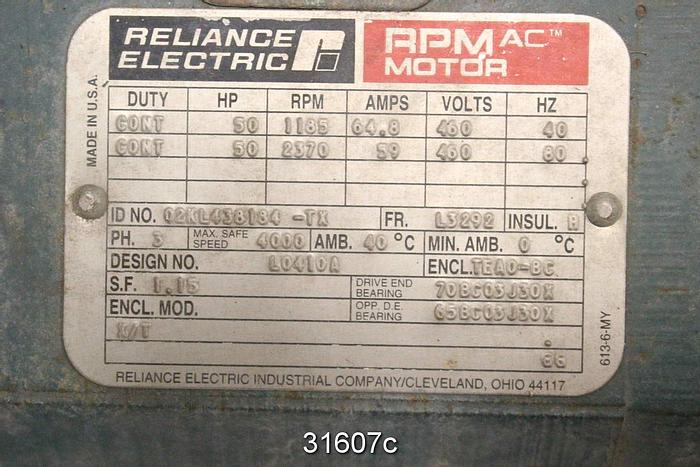 RELIANCE ELECTRIC
RPM AC™ MOTOR
MADE IN U.S.A.
DUTY HP RPM AMPS VOLTS HZ
CONT 50 1185 64.8 460 40
CONT 50 2370 59 460 80
ID NO. 02KL438184 -TX FR. L3292 INSUL. H
PH. 3 MAX. SAFE SPEED 4000 AMB. 40 °C MIN. AMB. 0 °C
DESIGN NO. L0410A ENCL. TEAO-BC
S.F. 1.15 DRIVE END BEARING 70BC03J30X
ENCL. MOD. OPP. D.E. BEARING 65BC03J30X
X/T .
86
613-6-MY
RELIANCE ELECTRIC INDUSTRIAL COMPANY/CLEVELAND, OHIO 44117
31607c